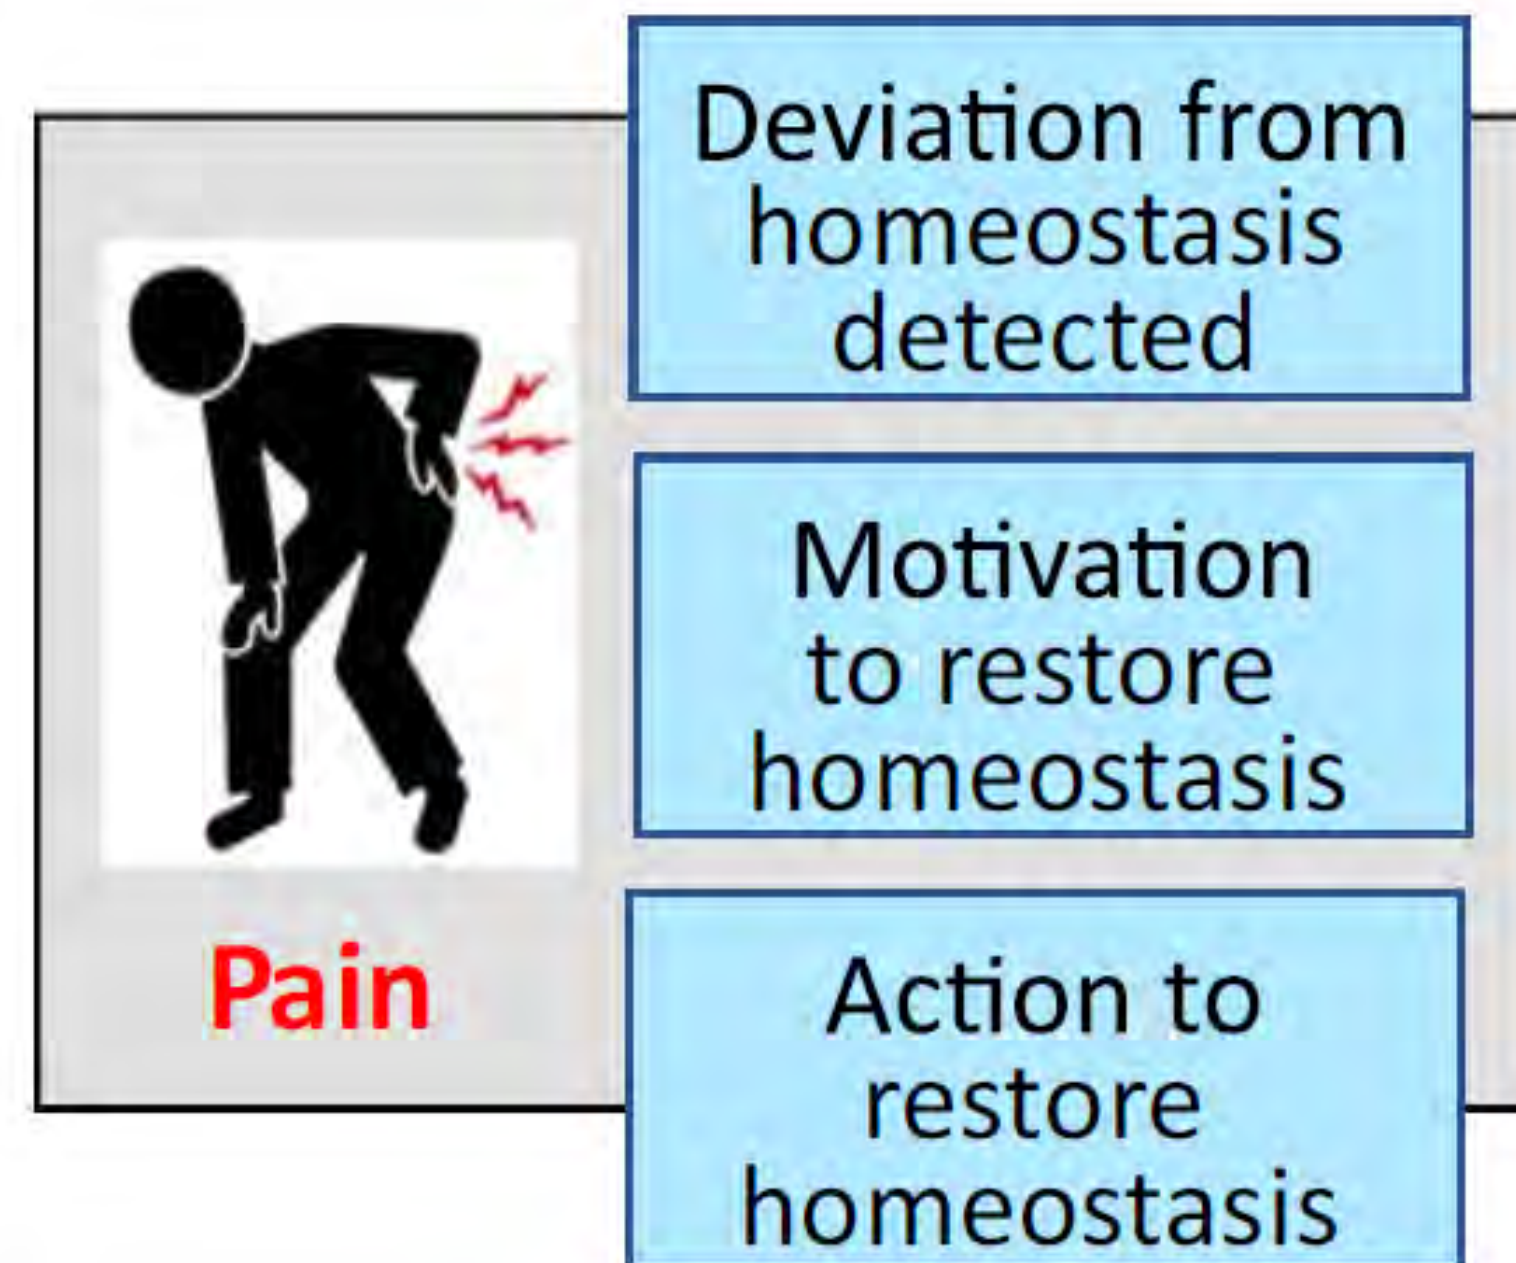 Deviation from
homeostasis
detected
Motivation
to restore
homeostasis
Pain
Action to
restore
homeostasis